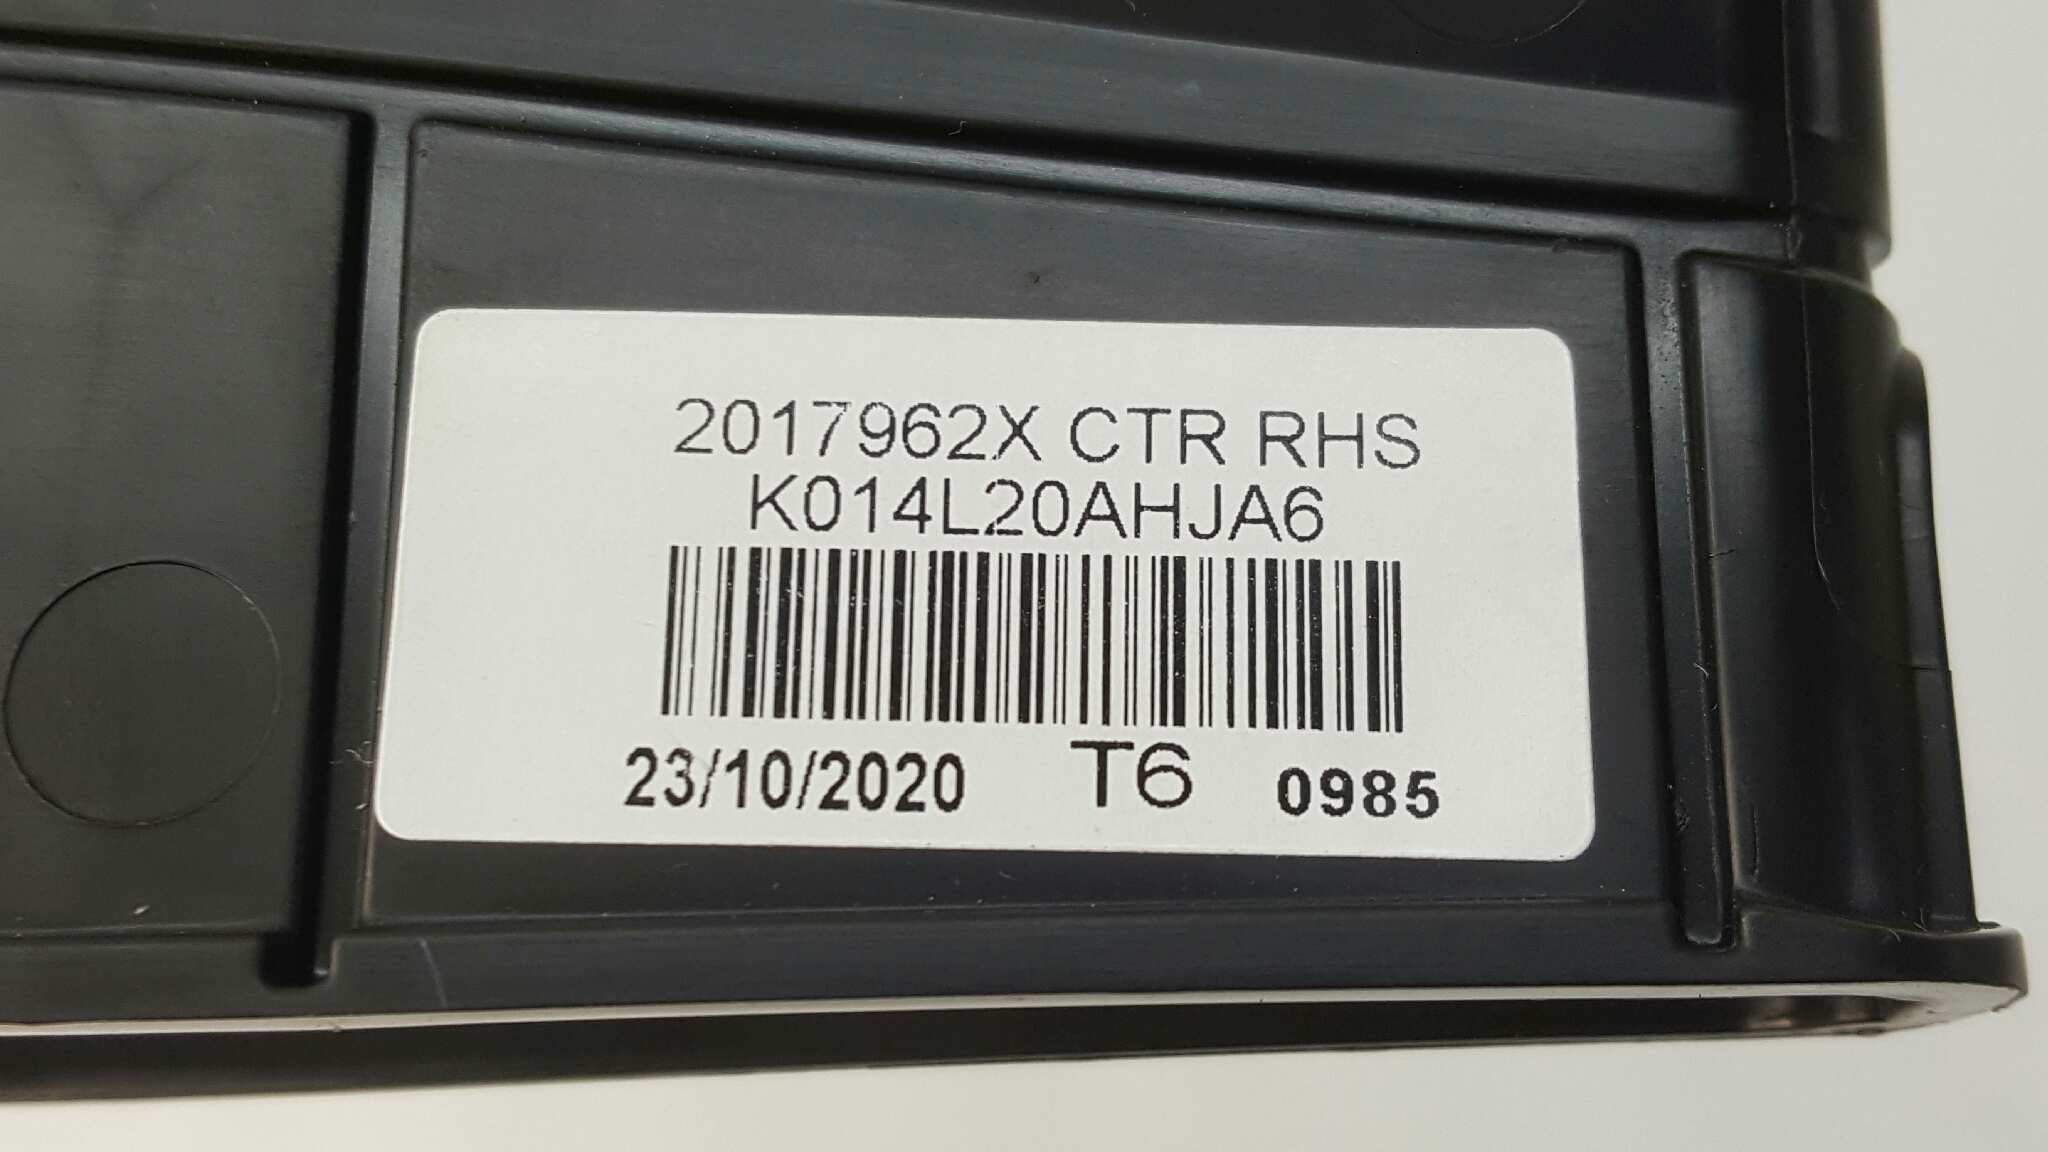 2017962X CTR RHS
K014L20AHJA6
23/10/2020 T6 0985